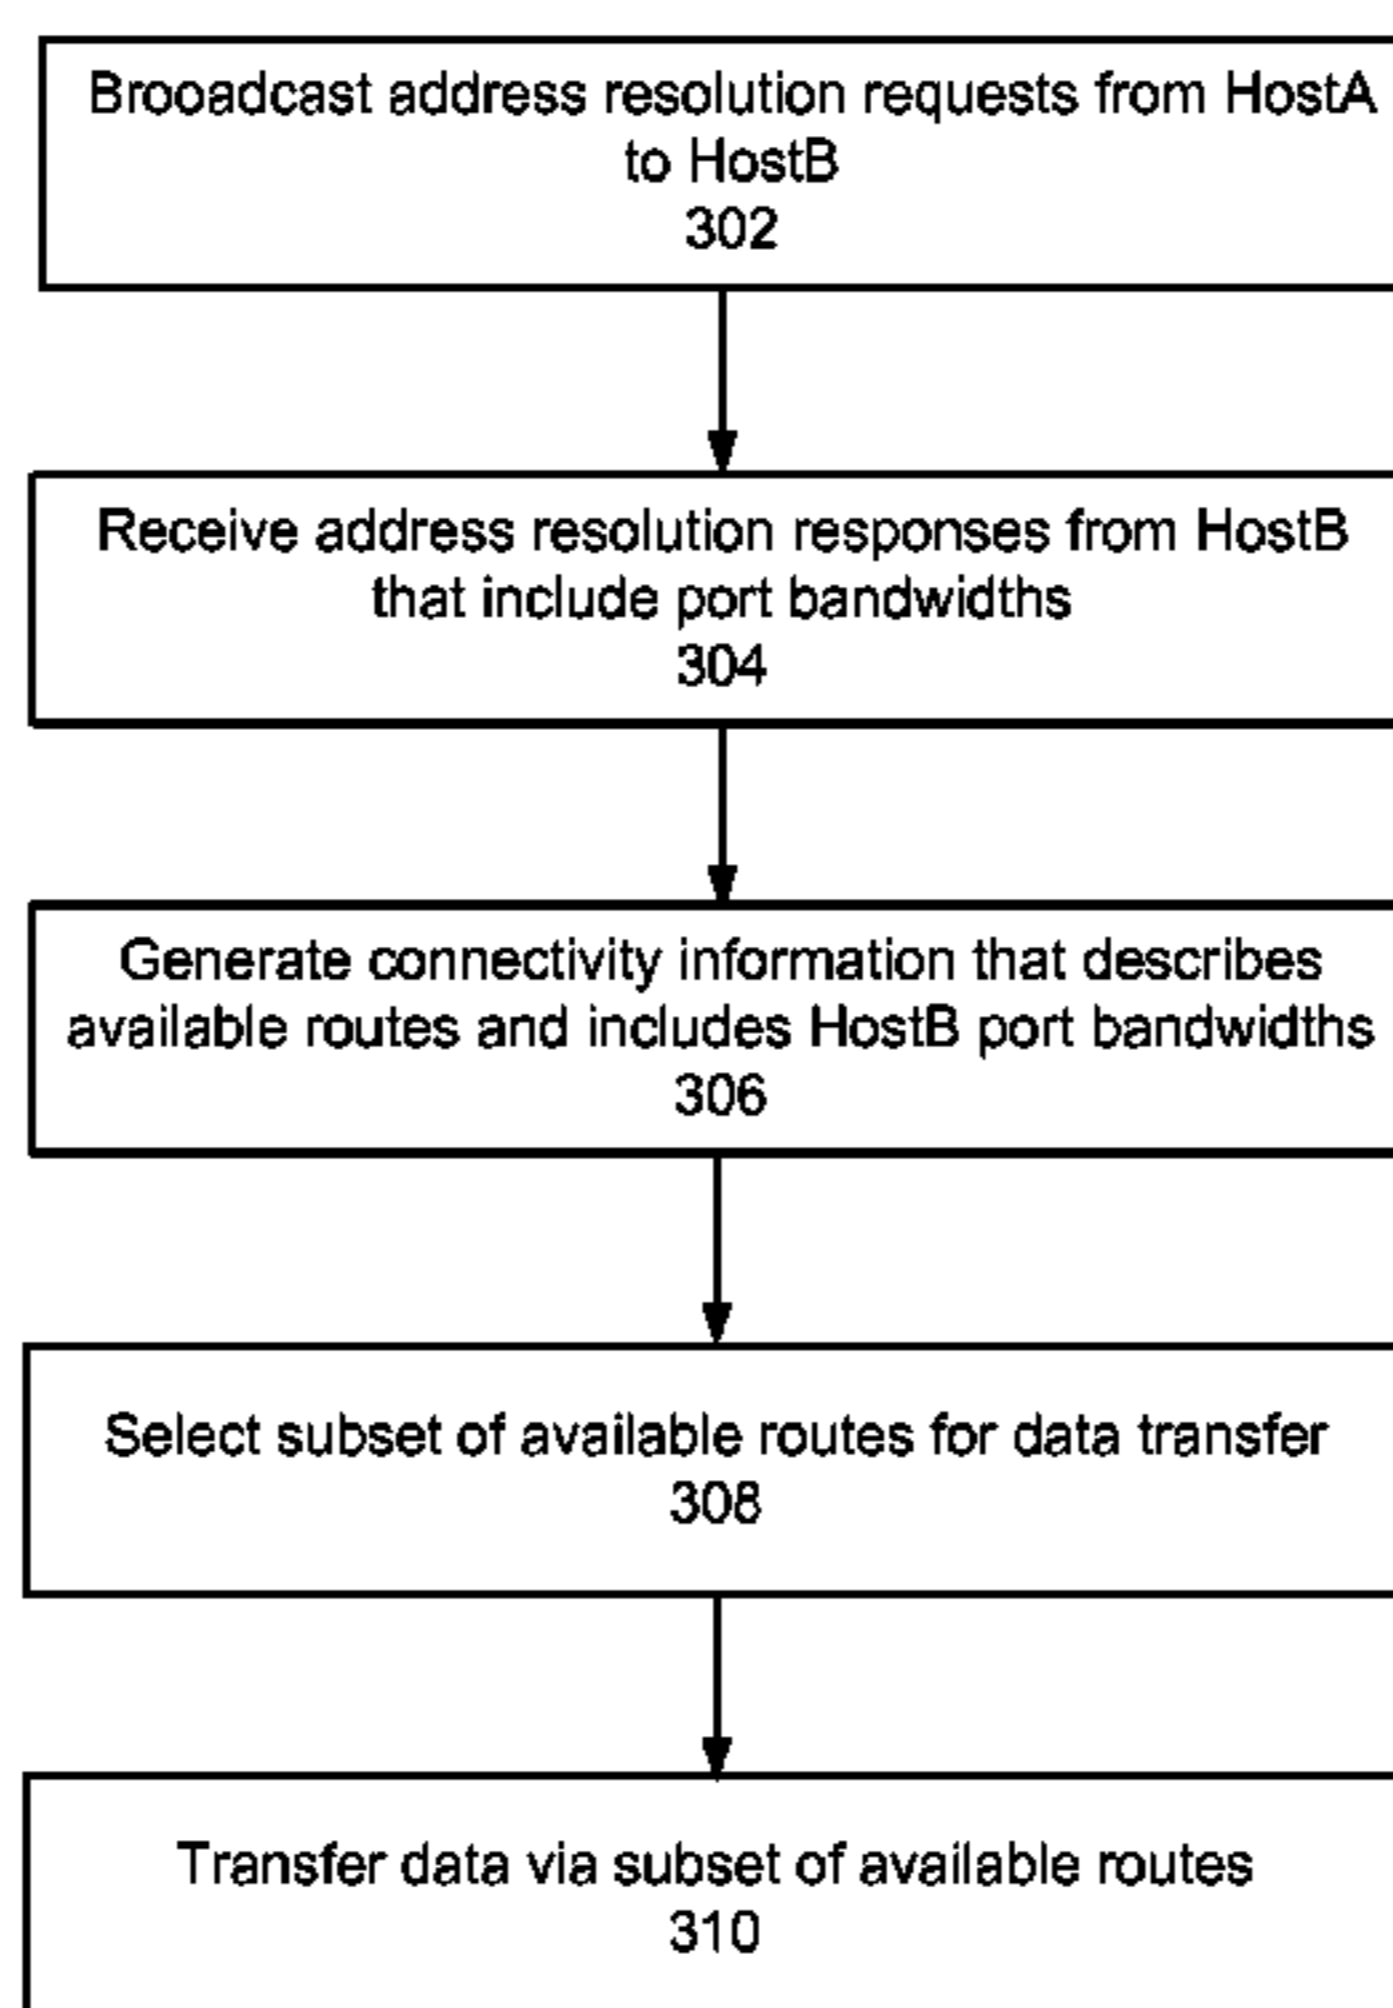 Brooadcast address resolution requests from HostA
to HostB
302
Receive address resolution responses from HostB
that include port bandwidths
304
Generate connectivity information that describes
available routes and includes HostB port bandwidths
306
Select subset of available routes for data transfer
308
Transfer data via subset of available routes
310